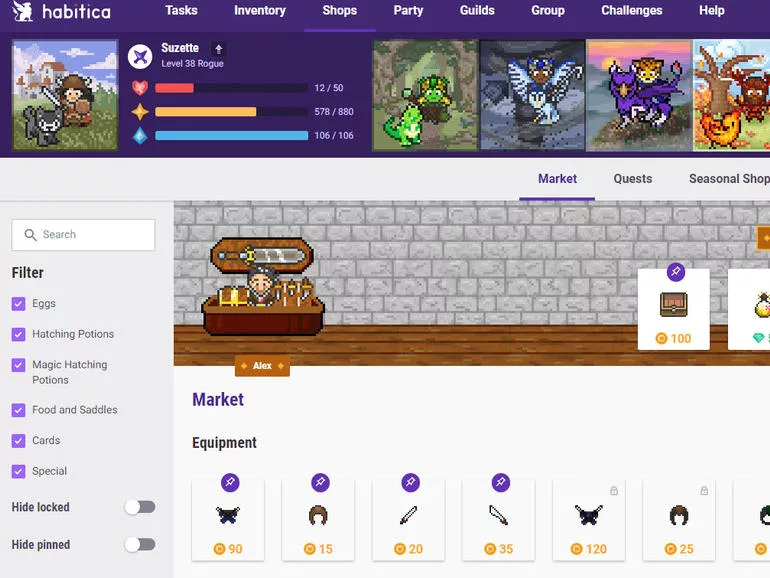 habitica
Tasks
Inventory
Shops
Party
Guilds
Group
Challenges
Help
Suzette
Level 38 Rogue
12 / 50
578 / 880
106 / 106
Market
Quests
Seasonal Shop
Search
Filter
Eggs
Hatching Potions
Magic Hatching
Potions
Food and Saddles
Cards
Special
Hide locked
Hide pinned
100
Alex
Market
Equipment
90
15
20
35
120
25